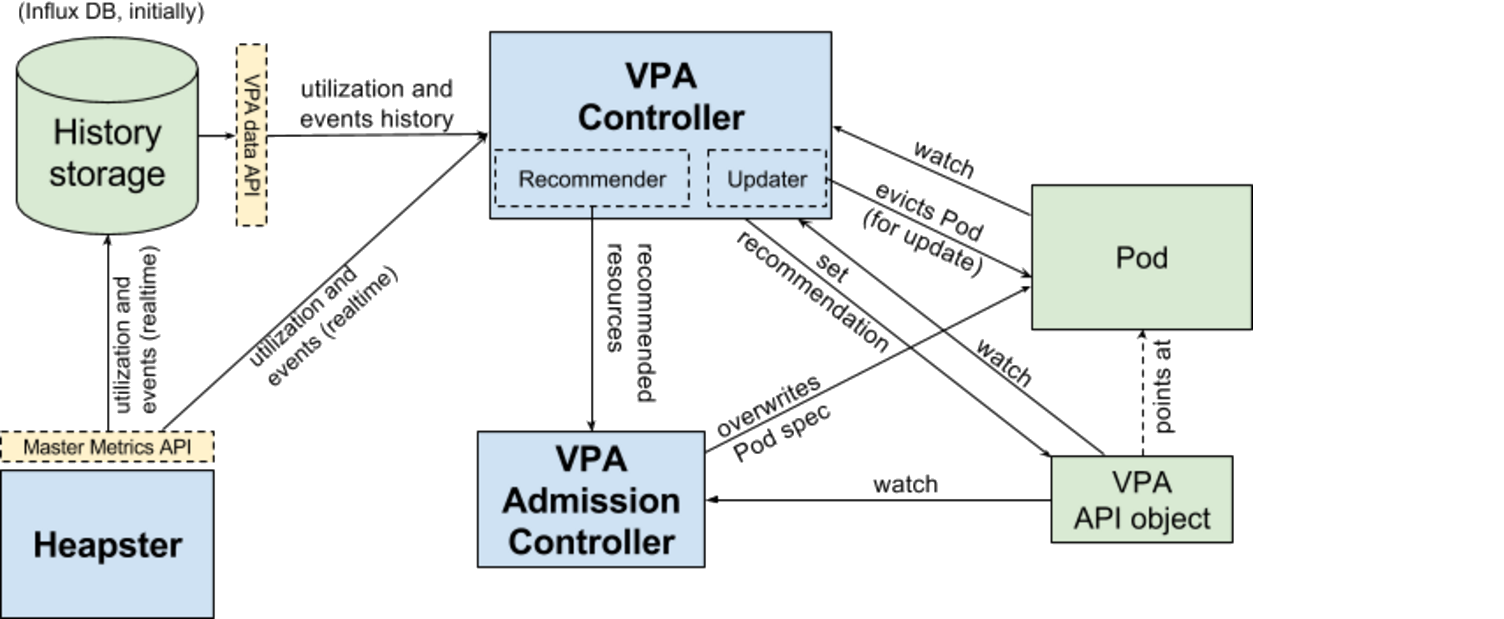 (Influx DB, initially)
History
storage
VPA data API
utilization and
events history
VPA
Controller
Recommender
Updater
watch
evicts Pod
(for update)
Pod
utilization and
events (realtime)
utilization and
events (realtime)
recommended
resources
set
recommendation
watch
points at
overwrites
Pod spec
Master Metrics API
Heapster
VPA
Admission
Controller
watch
VPA
API object